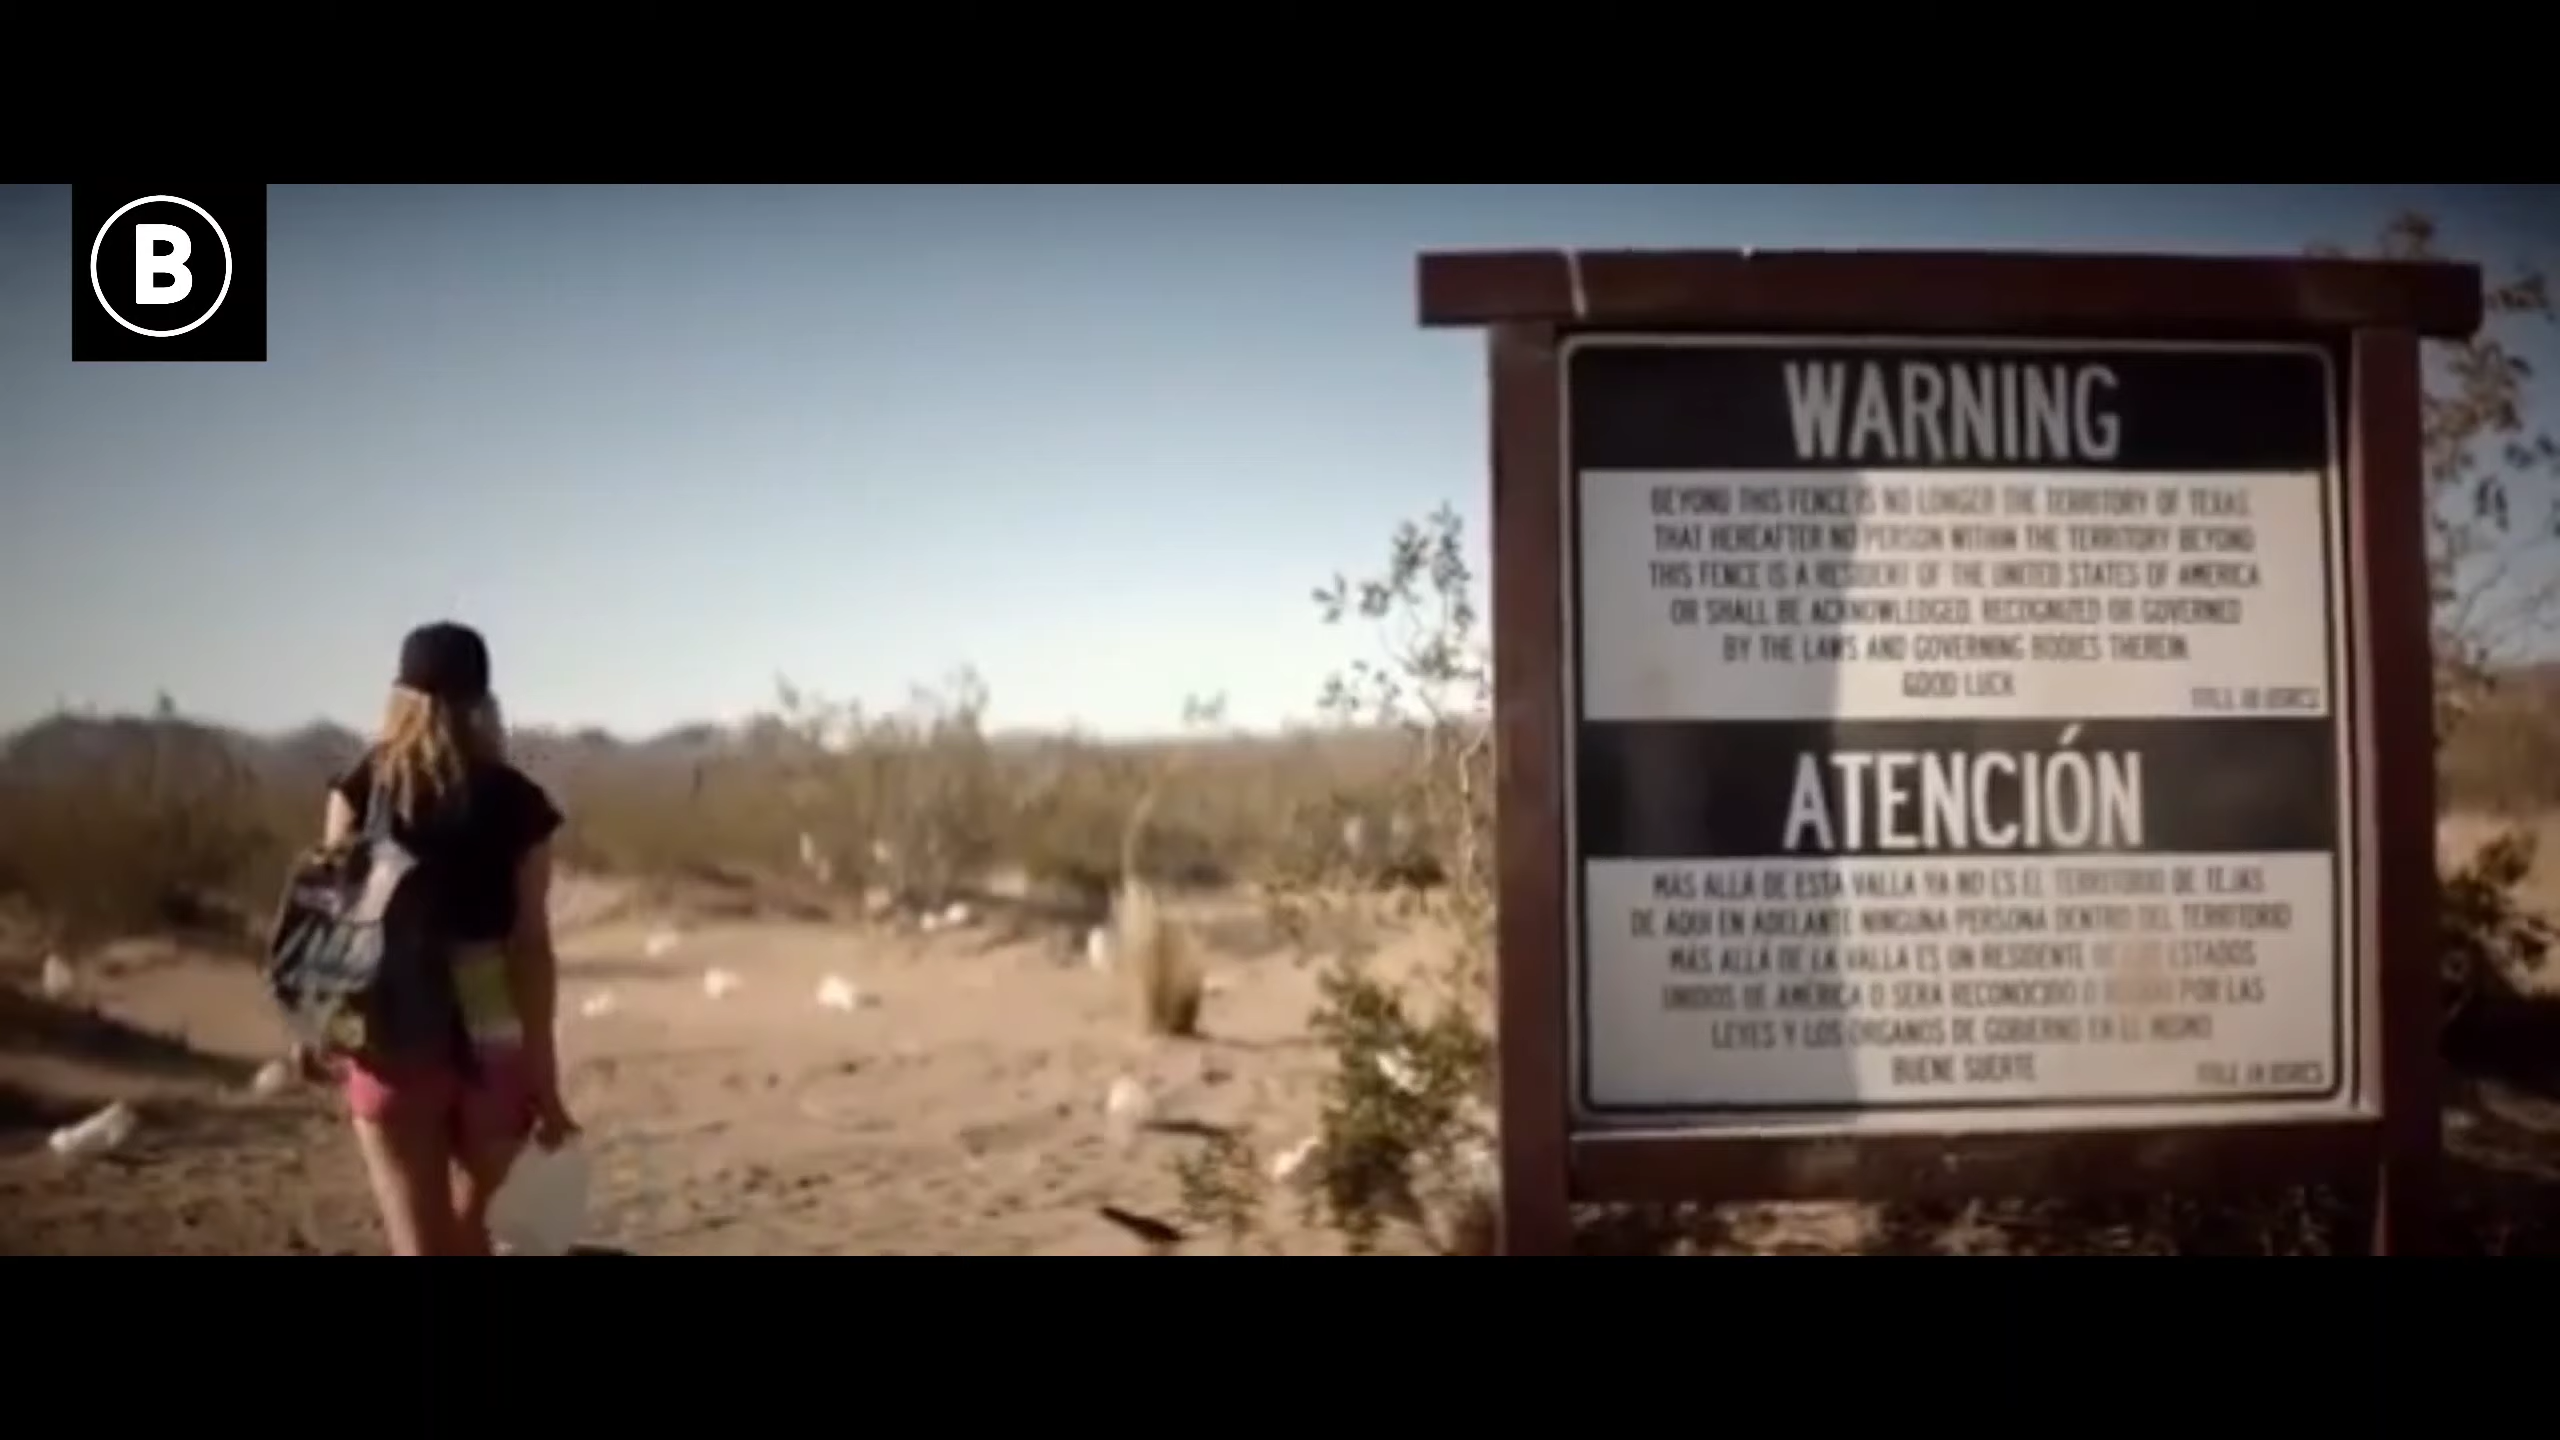 B
WARNING
BEYOND THIS FENCE IS NO LONGER THE TERRITORY OF TEXAS
THAT HEREAFTER NO PERSON WITHIN THE TERRITORY BEYOND
THIS FENCE IS A RESIDENT OF THE UNITED STATES OF AMERICA
OR SHALL BE ACKNOWLEDGED, RECOGNIZED OR GOVERNED
BY THE LAWS AND GOVERNING BODIES THEREIN.
GOOD LUCK
ATENCIÓN
MÁS ALLÁ DE ESTA VALLA YA NO ES EL TERRITORIO DE TEJAS
DE AQUI EN ADELANTE NINGUNA PERSONA DENTRO DEL TERRITORIO
MÁS ALLÁ DE LA VALLA ES UN RESIDENTE ESTADOS
UNIDOS DE AMÉRICA O SERÁ RECONOCIDO O POR LAS
LEYES Y LOS ÓRGANOS DE GOBIERNO EN EL MISMO
BUENE SUERTE